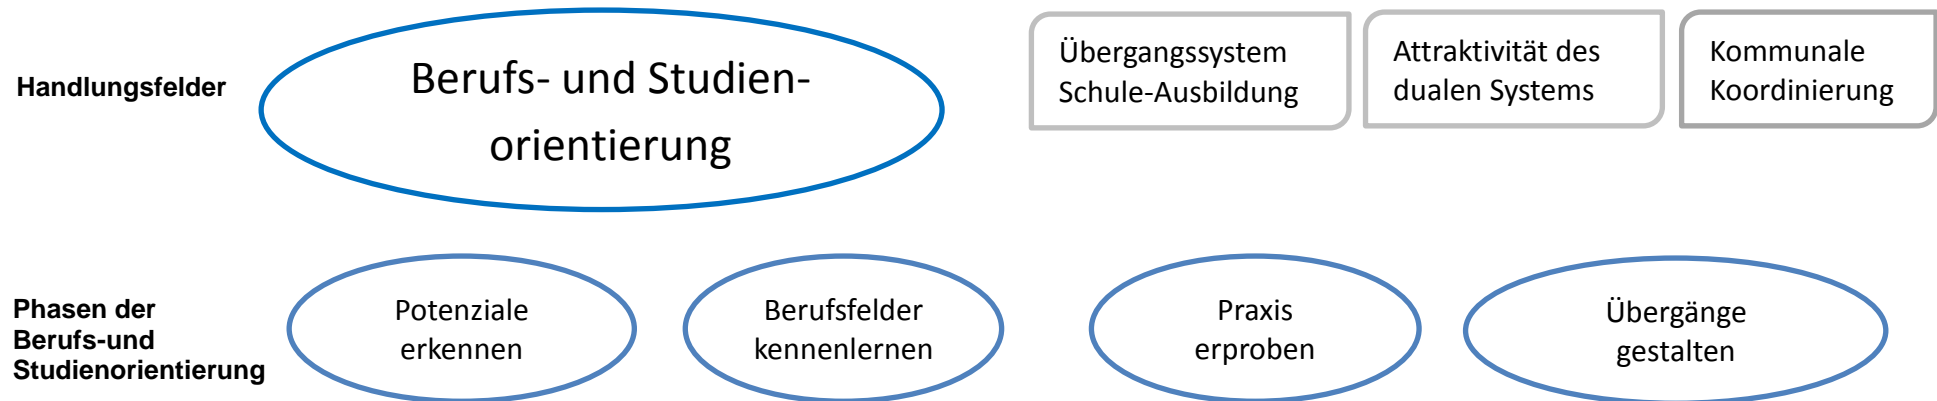 Handlungsfelder
Berufs- und Studien-
orientierung
Übergangssystem
Schule-Ausbildung
Attraktivität des
dualen Systems
Kommunale
Koordinierung
Phasen der
Berufs-und
Studienorientierung
Potenziale
erkennen
Berufsfelder
kennenlernen
Praxis
erproben
Übergänge
gestalten